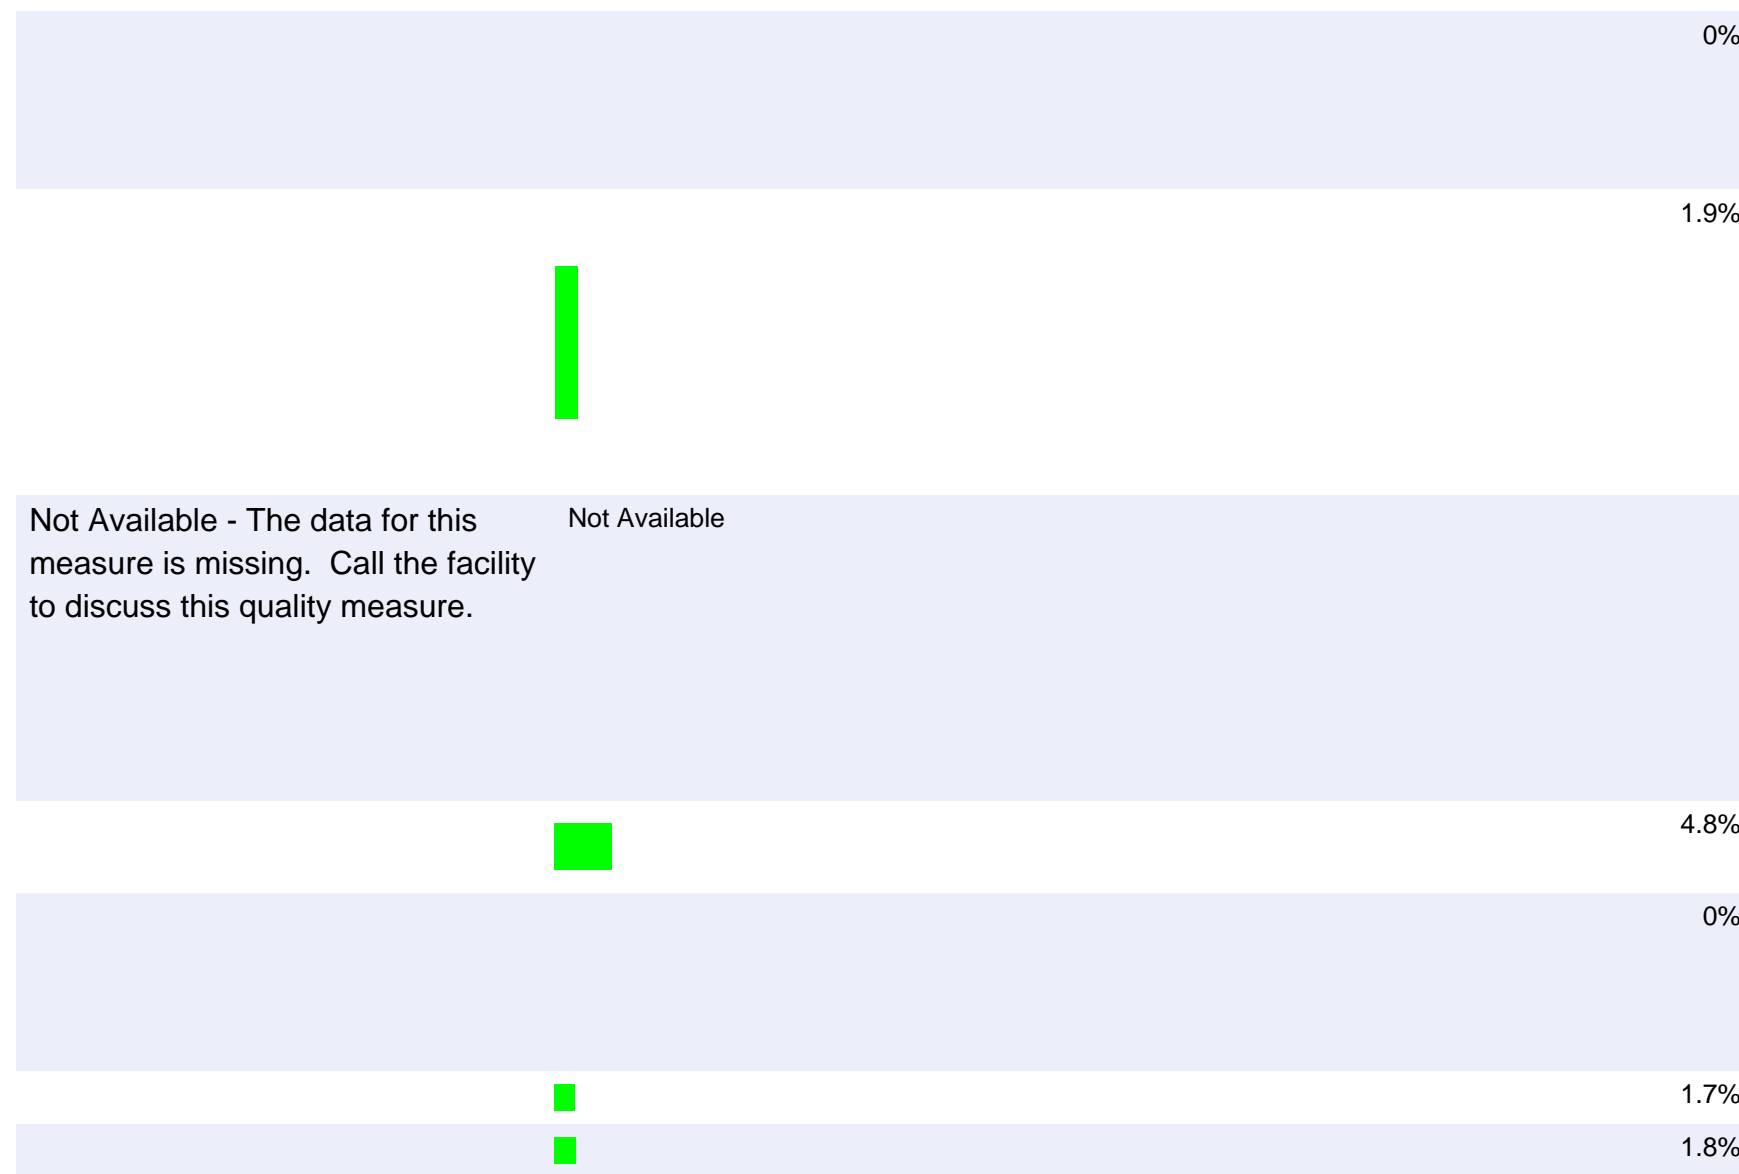 0%
1.9%
Not Available - The data for this
measure is missing.  Call the facility
to discuss this quality measure.
Not Available
4.8%
0%
1.7%
1.8%